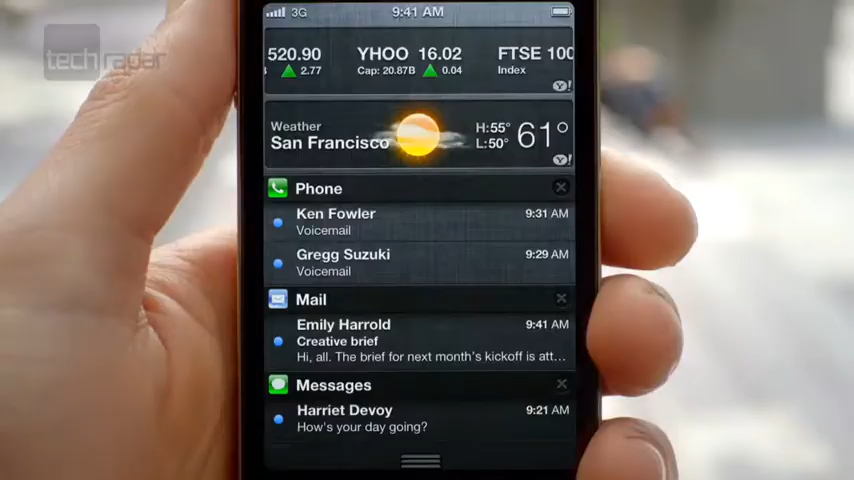 techradar
3G 9:41 AM
520.90 YHOO 16.02 FTSE 100
2.77 Cap: 20.87B 0.04 Index
Y!
Weather H:55° 61°
San Francisco L:50°
Y!
Phone
Ken Fowler 9:31 AM
Voicemail
Gregg Suzuki 9:29 AM
Voicemail
Mail
Emily Harrold 9:41 AM
Creative brief
Hi, all. The brief for next month's kickoff is att...
Messages
Harriet Devoy 9:21 AM
How's your day going?